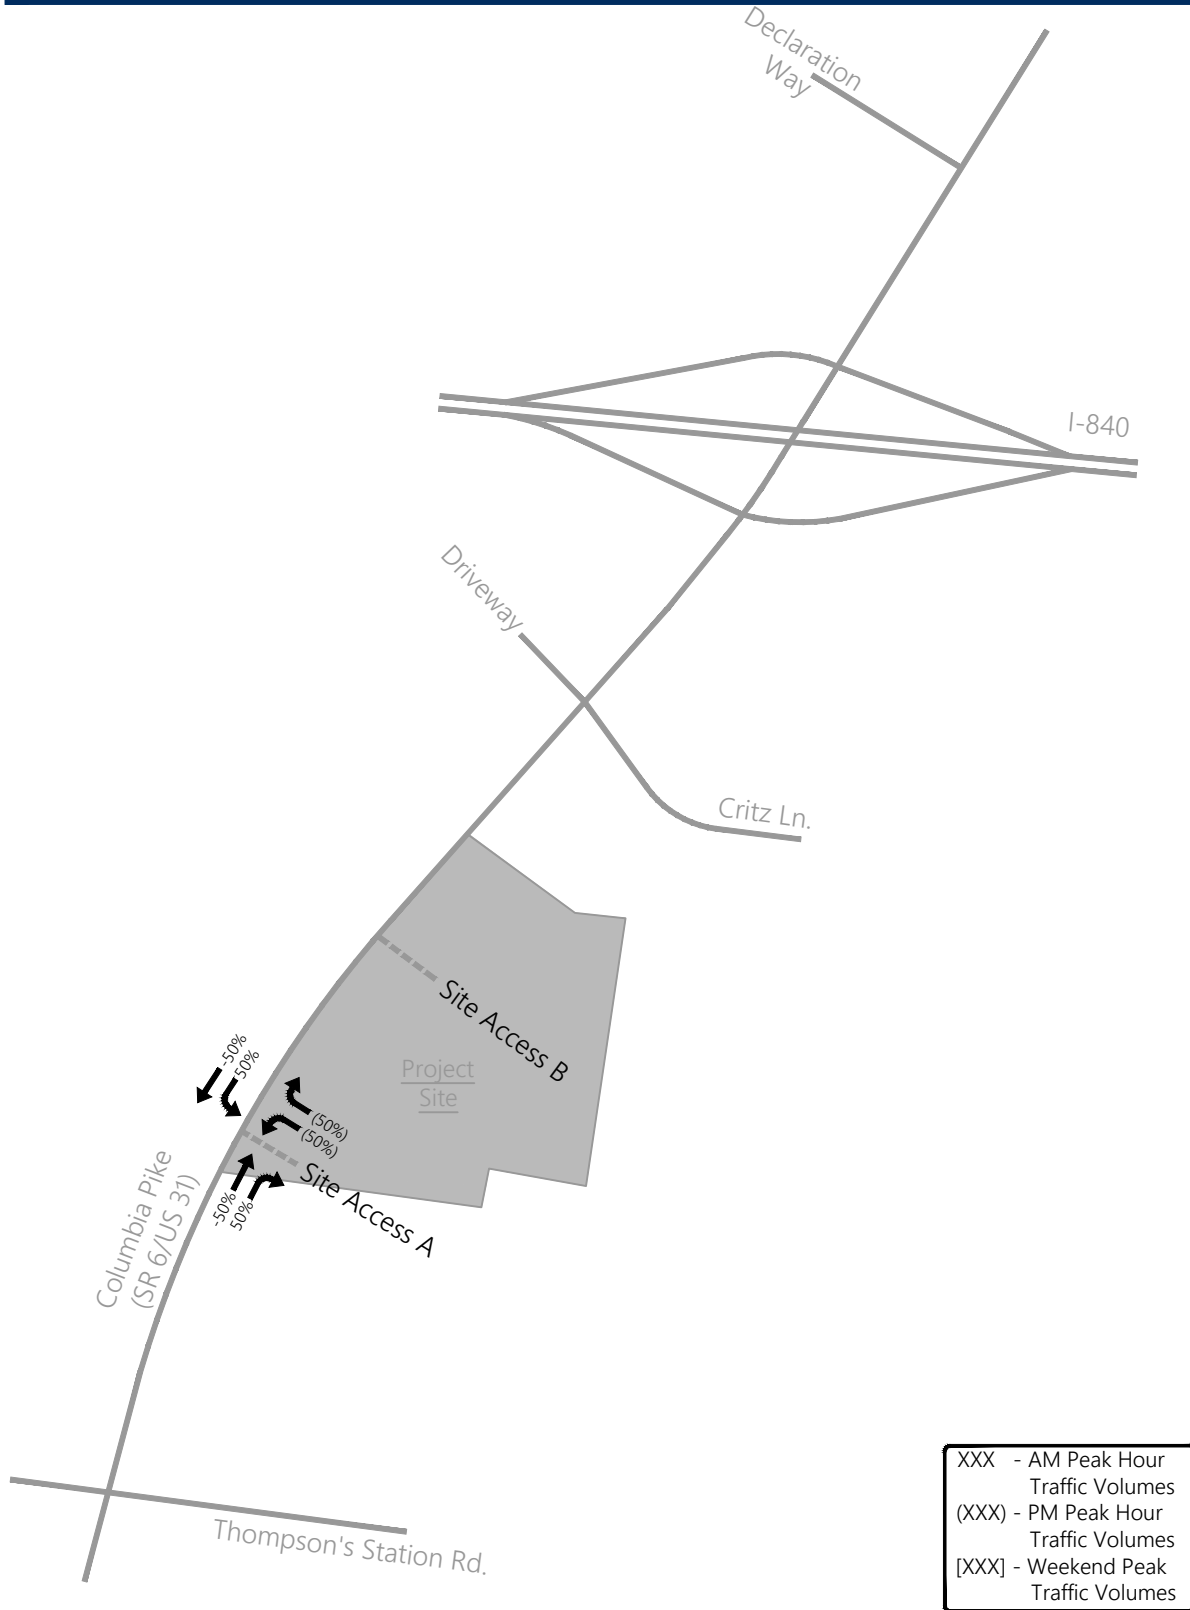 Declaration
Way
I-840
Driveway
Critz Ln.
Site Access B
Project
Site
-50%
50%
(50%)
(50%)
Site Access A
-50%
50%
Columbia Pike
(SR 6/US 31)
Thompson's Station Rd.
XXX - AM Peak Hour
Traffic Volumes
(XXX) - PM Peak Hour
Traffic Volumes
[XXX] - Weekend Peak
Traffic Volumes